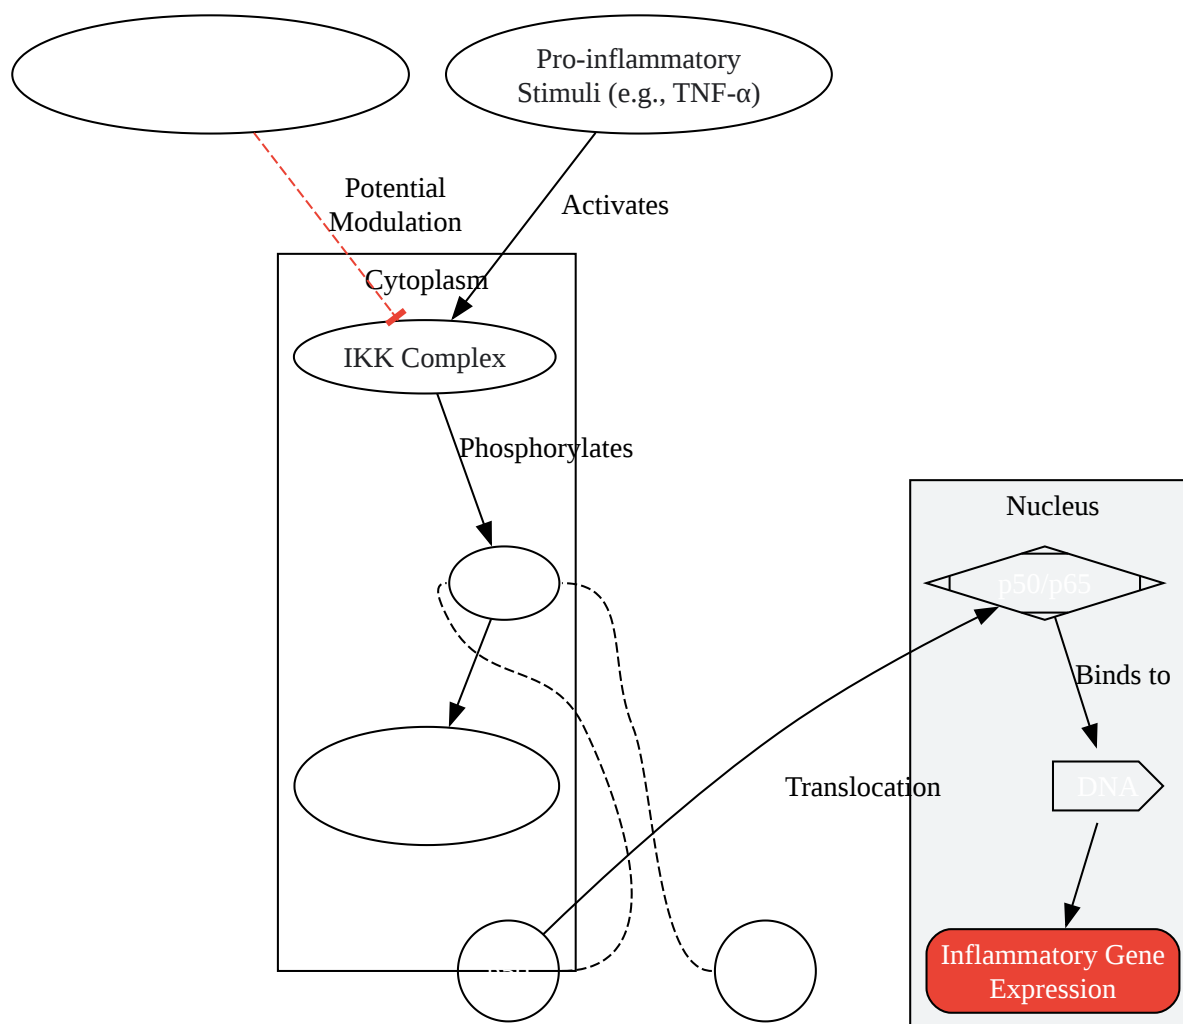 Pro-inflammatory
Stimuli (e.g., TNF-α)
Potential
Modulation
Activates
Cytoplasm
IKK Complex
Phosphorylates
Nucleus
p50/p65
Binds to
Translocation
DNA
Inflammatory Gene
Expression